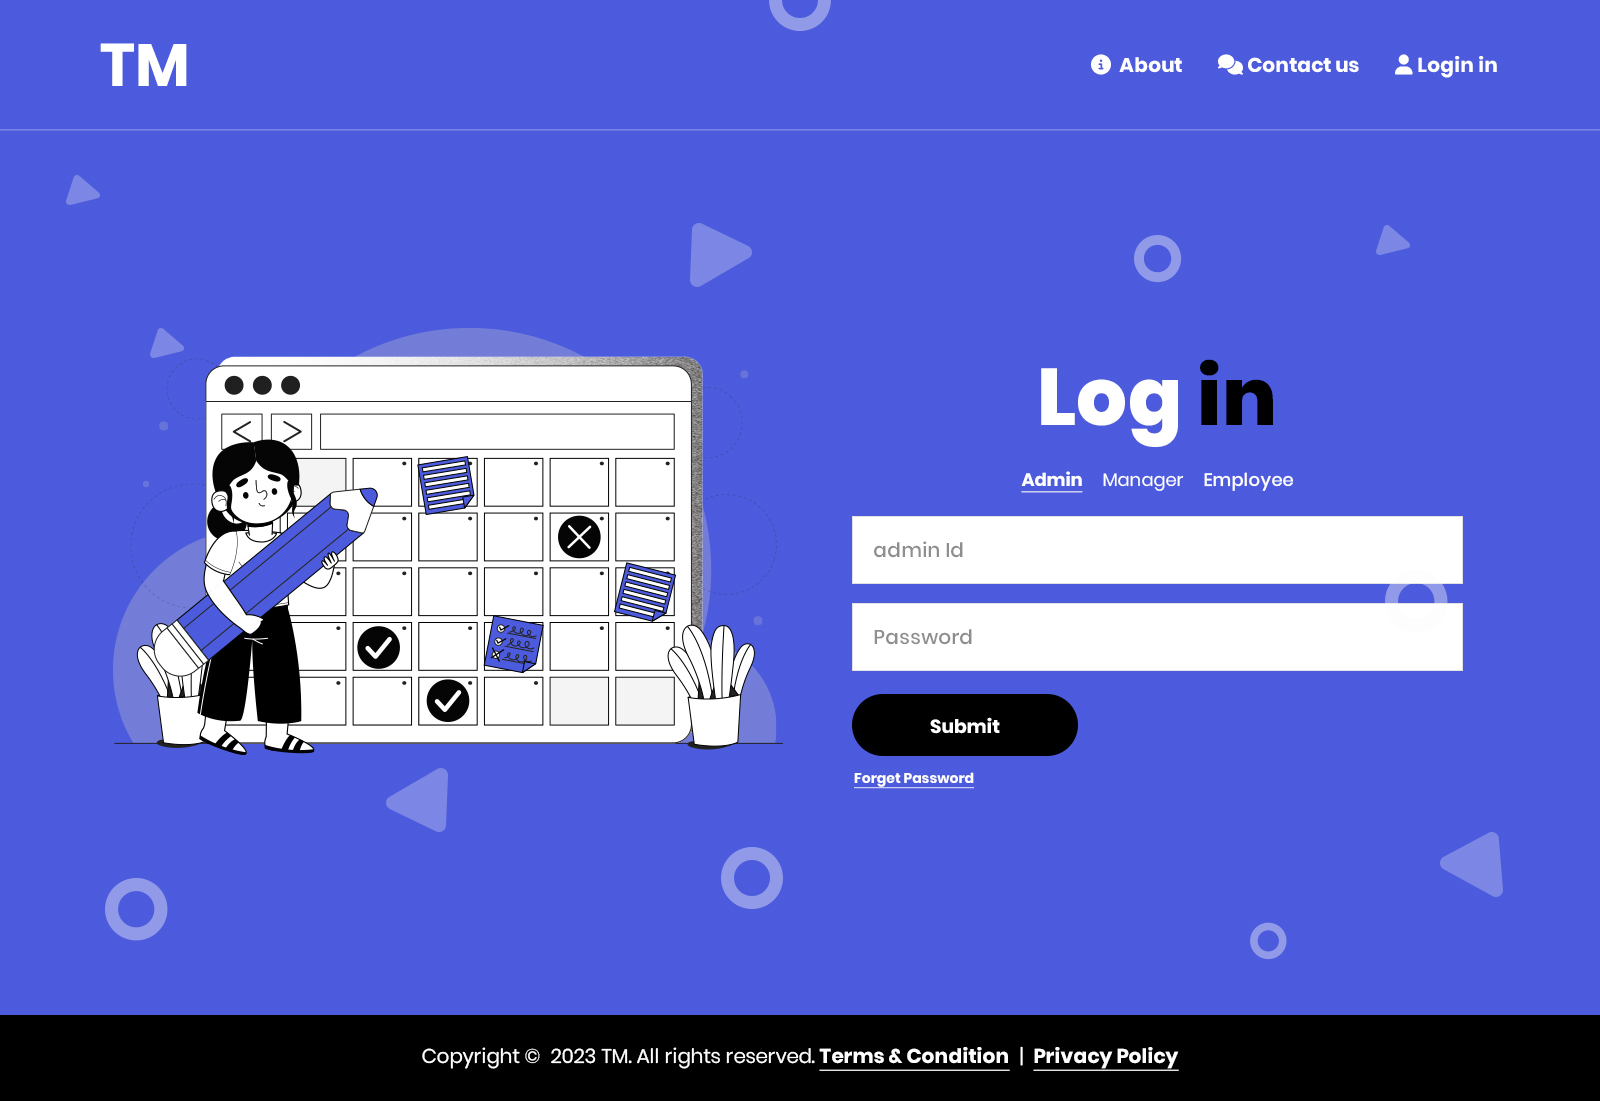 TM
About Contact us Login in
Log in
Admin Manager Employee
admin Id
Password
Submit
Forget Password
Copyright © 2023 TM. All rights reserved. Terms & Condition | Privacy Policy